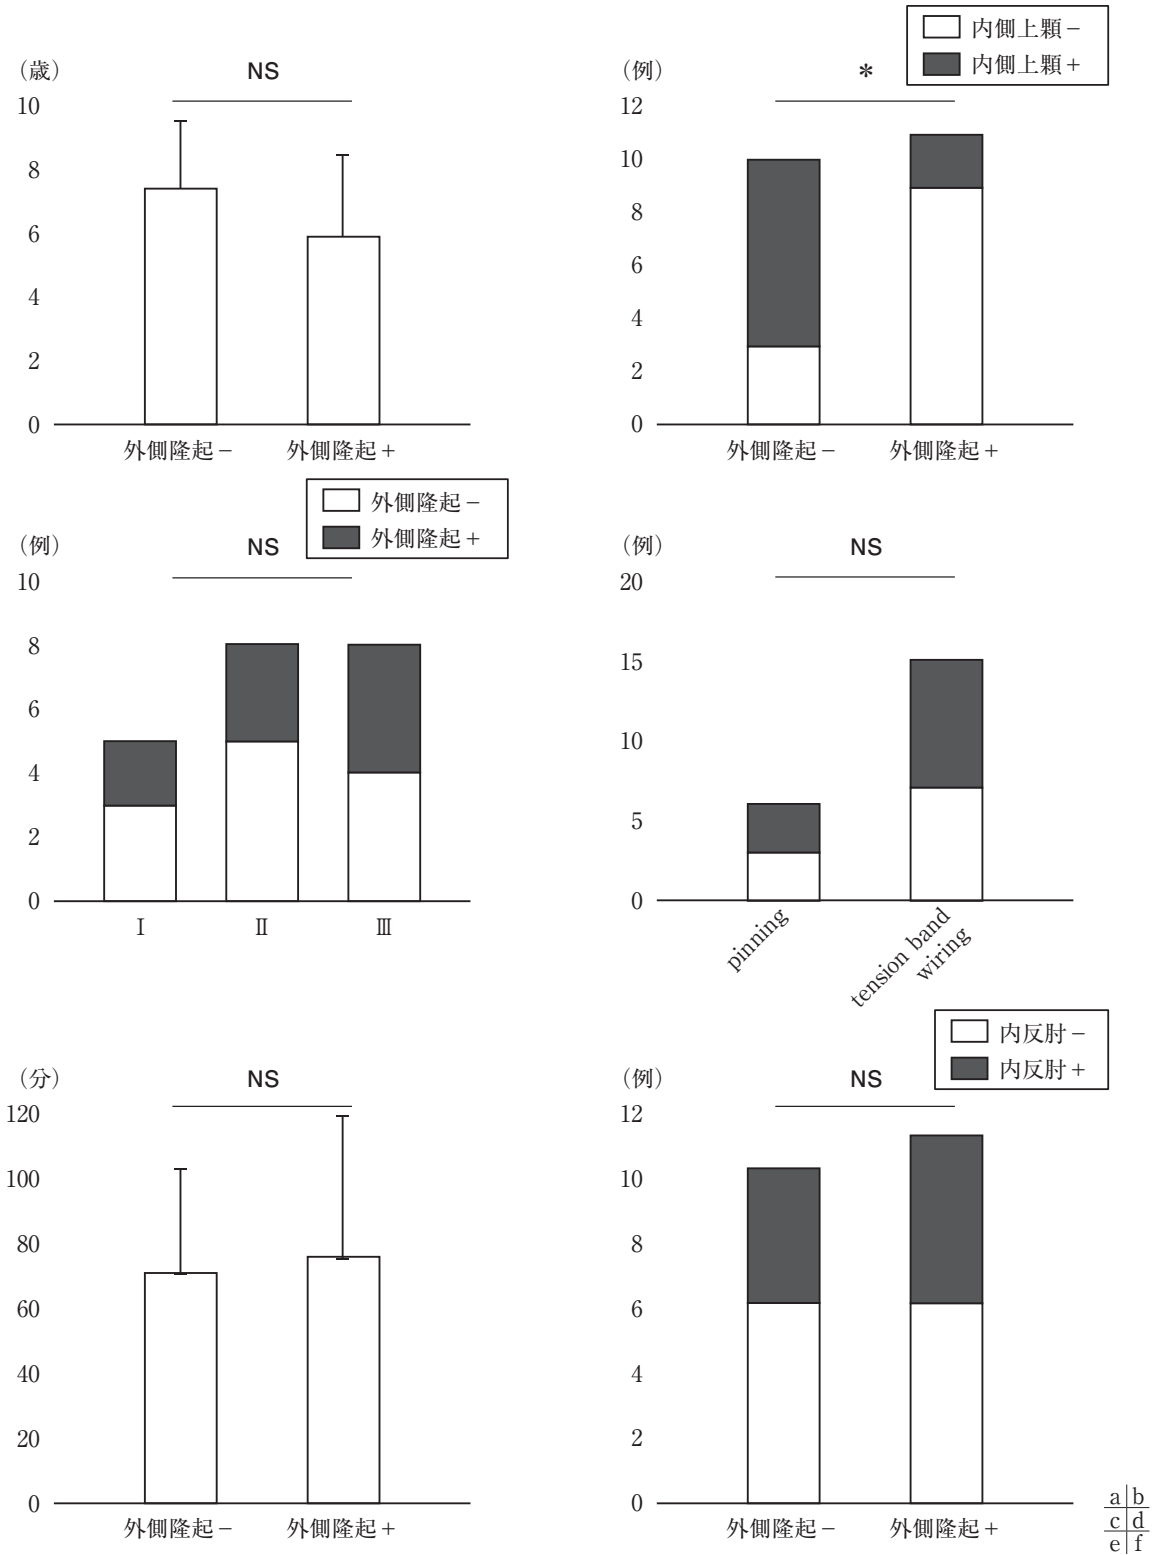 （歳）
NS
10
8
6
4
2
0
外側隆起−
外側隆起+
内側上顆−
内側上顆+
（例）
*
12
10
8
6
4
2
0
外側隆起−
外側隆起+
外側隆起−
外側隆起+
（例）
NS
10
8
6
4
2
0
Ⅰ
Ⅱ
Ⅲ
（例）
NS
20
15
10
5
0
pinning
tension band
wiring
（分）
NS
120
100
80
60
40
20
0
外側隆起−
外側隆起+
内反肘−
内反肘+
（例）
NS
12
10
8
6
4
2
0
外側隆起−
外側隆起+
a|b
c|d
e|f